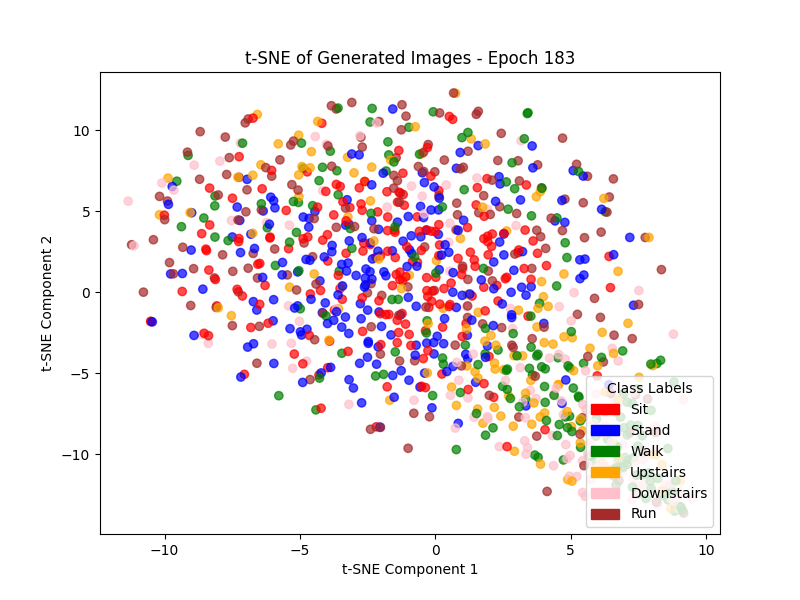 t-SNE of Generated Images - Epoch 183
t-SNE Component 2
10
5
0
−5
−10
Class Labels
Sit
Stand
Walk
Upstairs
Downstairs
Run
−10
−5
0
5
10
t-SNE Component 1